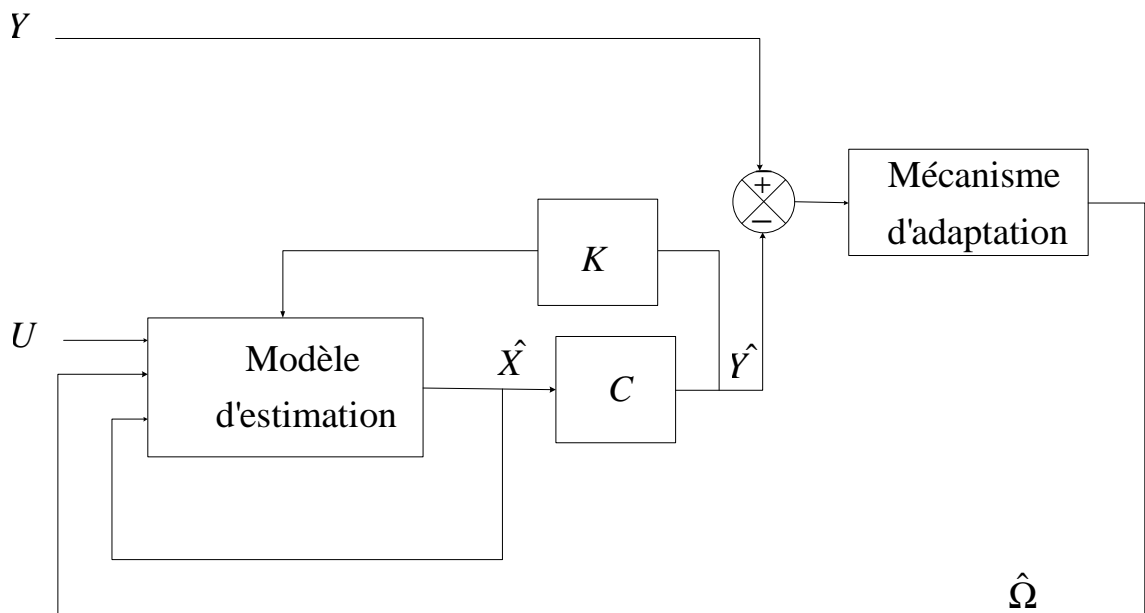 Y
+
−
Mécanisme
d'adaptation
K
U
Modèle
d'estimation
X̂
C
Ŷ
Ω̂